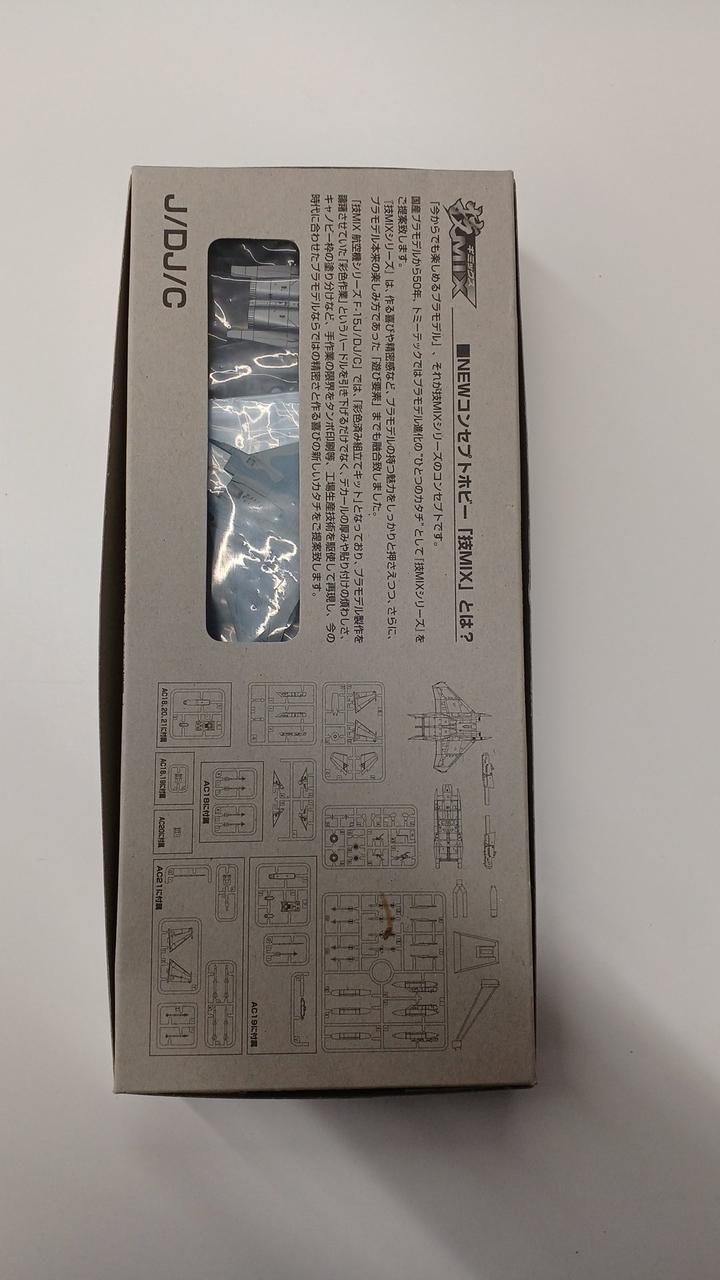 技MIX
ギミックス
■NEWコンセプトホビー「技MIX」とは?
「今からでも楽しめるプラモデル」、それが技MIXシリーズのコンセプトです。
国産プラモデルから50年、トミーテックではプラモデル進化の"ひとつのカタチ"として「技MIXシリーズ」を
ご提案致します。
「技MIXシリーズ」は、作る喜びや精密感など、プラモデルの持つ魅力をしっかりと押さえつつ、さらに、
プラモデル本来の楽しみ方であった「遊び要素」までも融合致しました。
「技MIX 航空機シリーズ F-15J/DJ/C」では、「彩色済み組立てキット」となっており、プラモデル製作を
躊躇させていた「彩色作業」というハードルを引き下げるだけでなく、デカールの厚みや貼り付けの煩わしさ、
キャノピー枠の塗り分けなど、手作業の限界をタンポ印刷等、工場生産技術を駆使して再現し、今の
時代に合わせたプラモデルならではの精密さと作る喜びの新しいカタチをご提案致します。
J/DJ/C
AC18、20、21に付属
AC18、19に付属
AC18に付属
AC20に付属
AC21に付属
AC19に付属